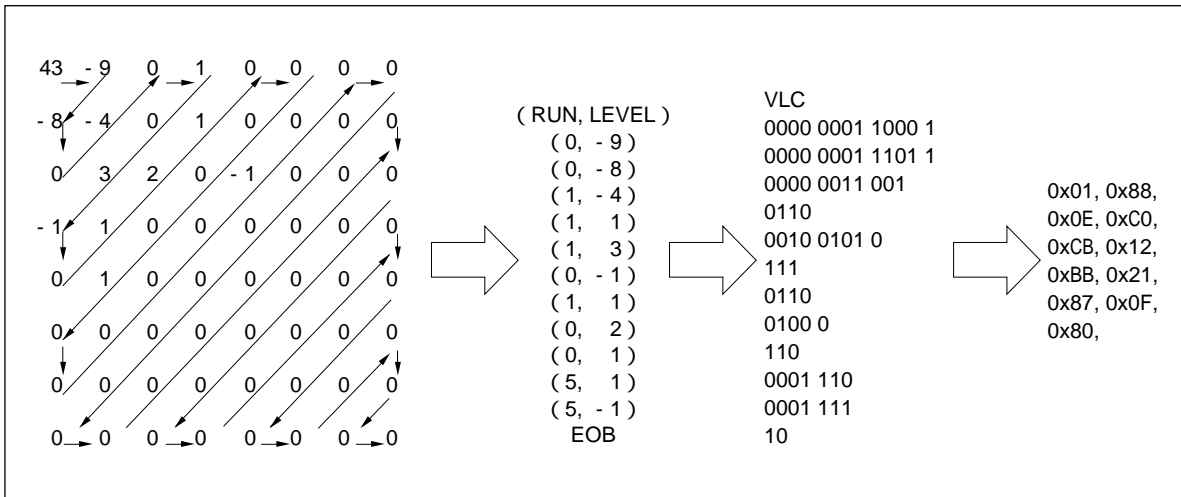 43 - 9 0 1 0 0 0 0
- 8 - 4 0 1 0 0 0 0
0 3 2 0 - 1 0 0 0
- 1 1 0 0 0 0 0 0
0 1 0 0 0 0 0 0
0 0 0 0 0 0 0 0
0 0 0 0 0 0 0 0
0 0 0 0 0 0 0 0
( RUN, LEVEL )
( 0, - 9 )
( 0, - 8 )
( 1, - 4 )
( 1, 1 )
( 1, 3 )
( 0, - 1 )
( 1, 1 )
( 0, 2 )
( 0, 1 )
( 5, 1 )
( 5, - 1 )
EOB
VLC
0000 0001 1000 1
0000 0001 1101 1
0000 0011 001
0110
0010 0101 0
111
0110
0100 0
110
0001 110
0001 111
10
0x01, 0x88,
0x0E, 0xC0,
0xCB, 0x12,
0xBB, 0x21,
0x87, 0x0F,
0x80,